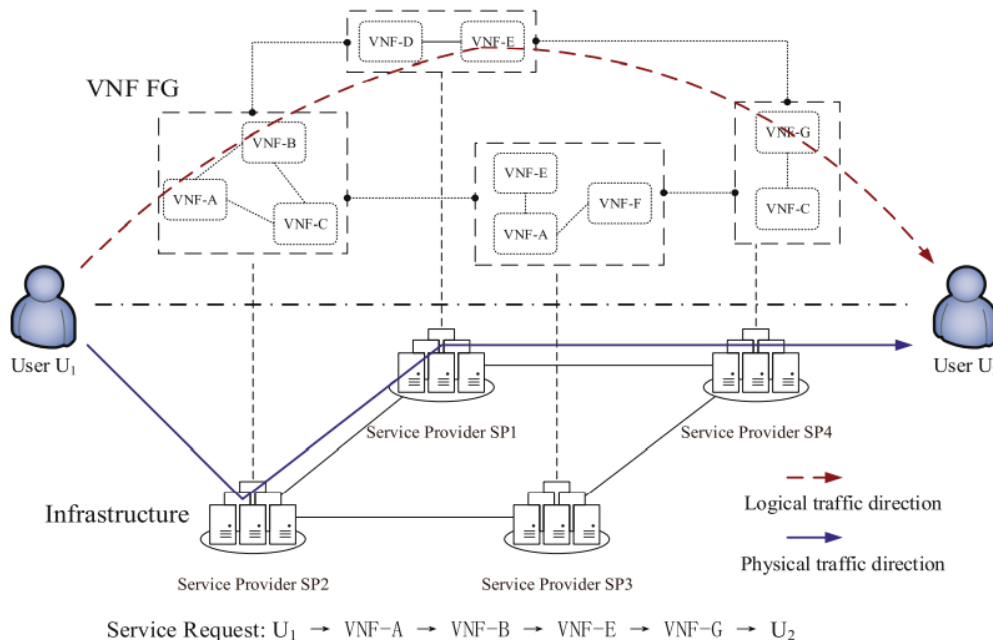 VNF-D
VNF-E
VNF FG
VNF-B
VNF-A
VNF-C
VNF-E
VNF-F
VNF-A
VNF-G
VNF-C
User U1
User U
Service Provider SP1
Service Provider SP4
Infrastructure
Logical traffic direction
Physical traffic direction
Service Provider SP2
Service Provider SP3
Service Request: U1 → VNF-A → VNF-B → VNF-E → VNF-G → U2